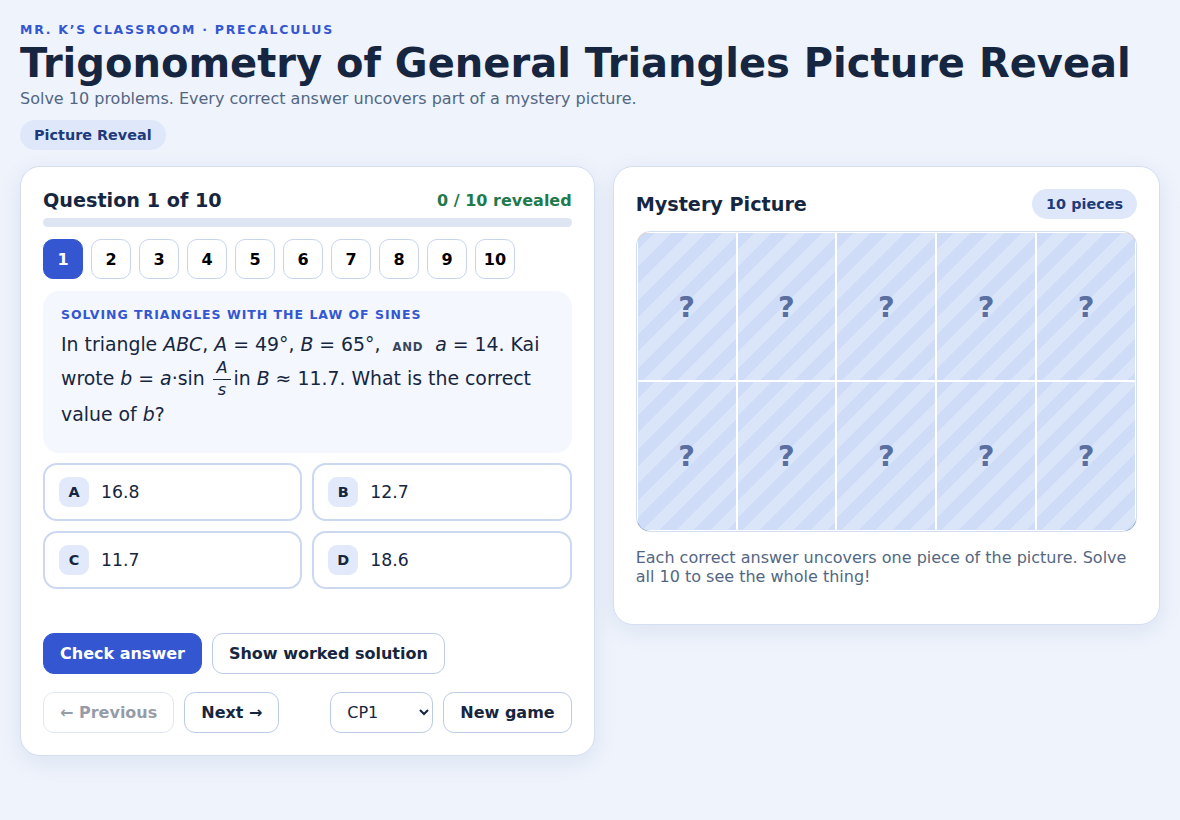 MR. K’S CLASSROOM · PRECALCULUS
Trigonometry of General Triangles Picture Reveal
Solve 10 problems. Every correct answer uncovers part of a mystery picture.
Picture Reveal
Question 1 of 10
0 / 10 revealed
1 2 3 4 5 6 7 8 9 10
SOLVING TRIANGLES WITH THE LAW OF SINES
In triangle ABC, A = 49°, B = 65°, AND a = 14. Kai
wrote b = a·sin A/s in B ≈ 11.7. What is the correct
value of b?
A 16.8
B 12.7
C 11.7
D 18.6
Check answer
Show worked solution
← Previous
Next →
CP1
New game
Mystery Picture
10 pieces
? ? ? ? ?
? ? ? ? ?
Each correct answer uncovers one piece of the picture. Solve
all 10 to see the whole thing!